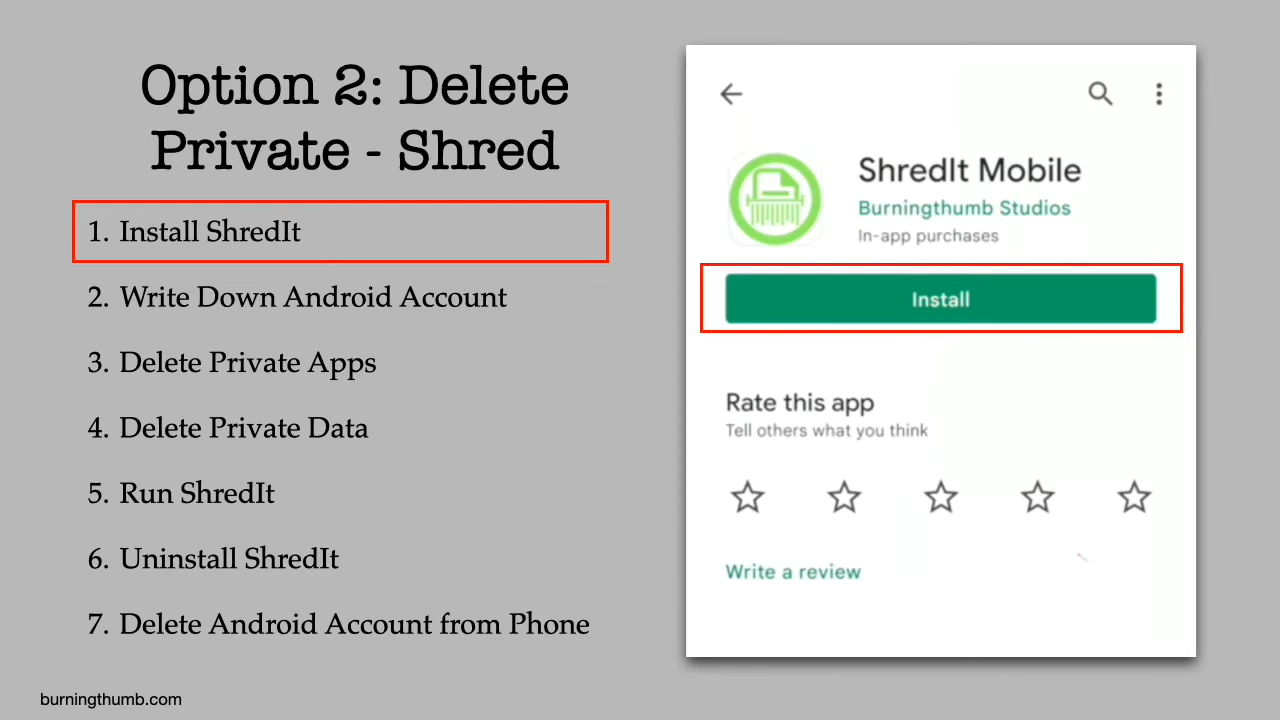 Option 2: Delete
Private - Shred
1. Install ShredIt
2. Write Down Android Account
3. Delete Private Apps
4. Delete Private Data
5. Run ShredIt
6. Uninstall ShredIt
7. Delete Android Account from Phone
burningthumb.com
ShredIt Mobile
Burningthumb Studios
In-app purchases
Install
Rate this app
Tell others what you think
Write a review